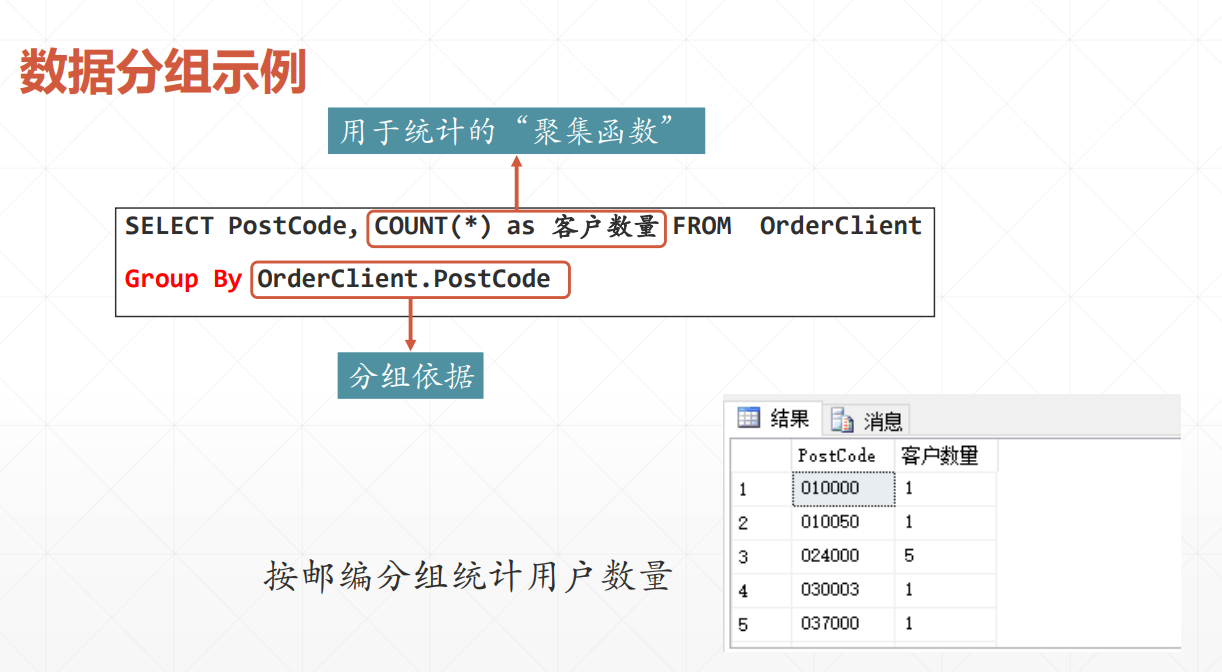 数据分组示例
用于统计的“聚集函数”
SELECT PostCode, COUNT(*) as 客户数量 FROM OrderClient
Group By OrderClient.PostCode
分组依据
结果 消息
PostCode 客户数量
1 010000 1
2 010050 1
3 024000 5
4 030003 1
5 037000 1
按邮编分组统计用户数量